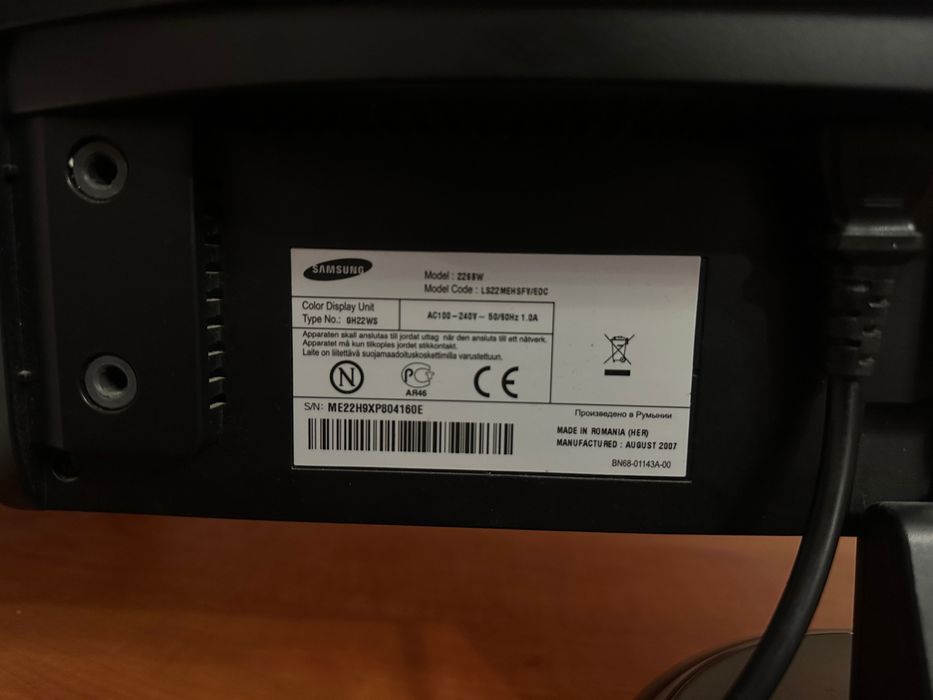 SAMSUNG
Model : 226BW
Model Code : LS22MEHSFV/EDC
Color Display Unit
Type No.: GH22WS
AC100-240V~ 50/60Hz 1.0A
Apparaten skall anslutas till jordat uttag när den ansluta till ett nätverk.
Apparatet må kun tilkoples jordet stikkontakt.
Laite on liitettävä suojamaadoituskoskettimilla varustettuun.
N
PC
AR46
CE
S/N: ME22H9XP804160E
Произведено в Румынии
MADE IN ROMANIA (HER)
MANUFACTURED : AUGUST 2007
BN68-01143A-00